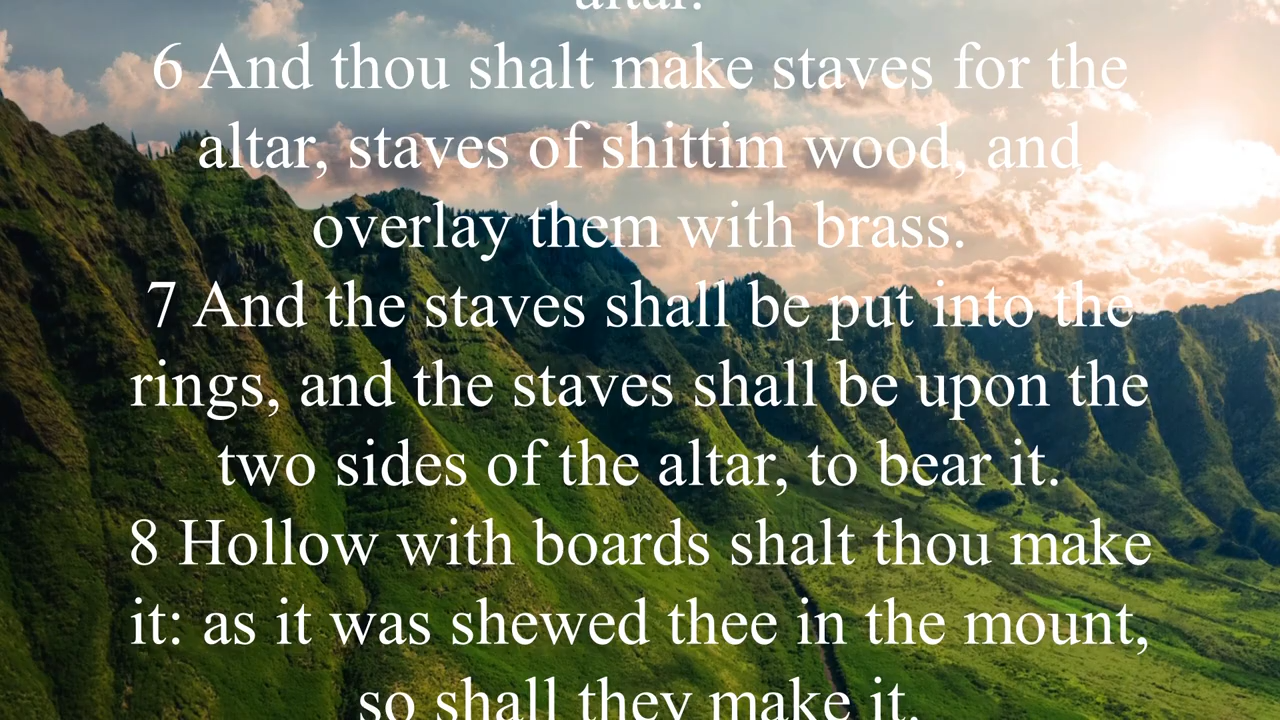 altar.
6 And thou shalt make staves for the
altar, staves of shittim wood, and
overlay them with brass.
7 And the staves shall be put into the
rings, and the staves shall be upon the
two sides of the altar, to bear it.
8 Hollow with boards shalt thou make
it: as it was shewed thee in the mount,
so shall they make it.